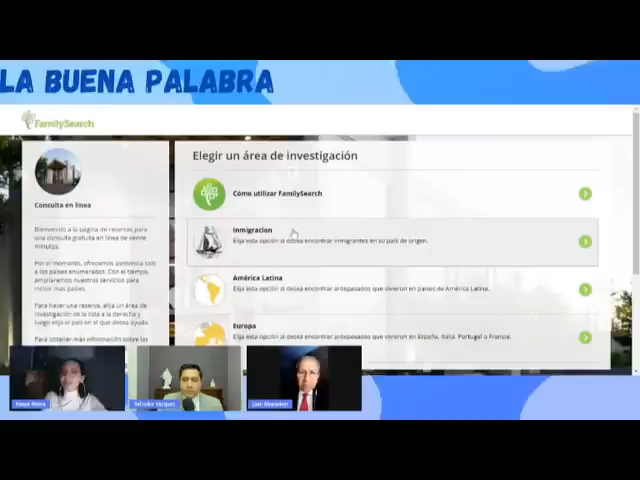 LA BUENA PALABRA
FamilySearch
Consulta en línea
Bienvenido a la página de reservas para
una consulta gratuita en línea de veinte
minutos.
Por el momento, ofrecemos asistencia solo
a los países enumerados. Con el tiempo,
ampliaremos nuestros servicios para
incluir más países.
Para hacer una reserva, elija un área de
investigación de la lista a la derecha y
luego elija el país en el que desea ayuda.
Para obtener más información sobre las
Elegir un área de investigación
Cómo utilizar FamilySearch
Inmigracion
Elija esta opción si desea encontrar inmigrantes en su país de origen.
América Latina
Elija esta opción si desea encontrar antepasados que vivieron en países de América Latina.
Europa
Elija esta opción si desea encontrar antepasados que vivieron en España, Italia, Portugal o Francia.
Salvador Vazquez